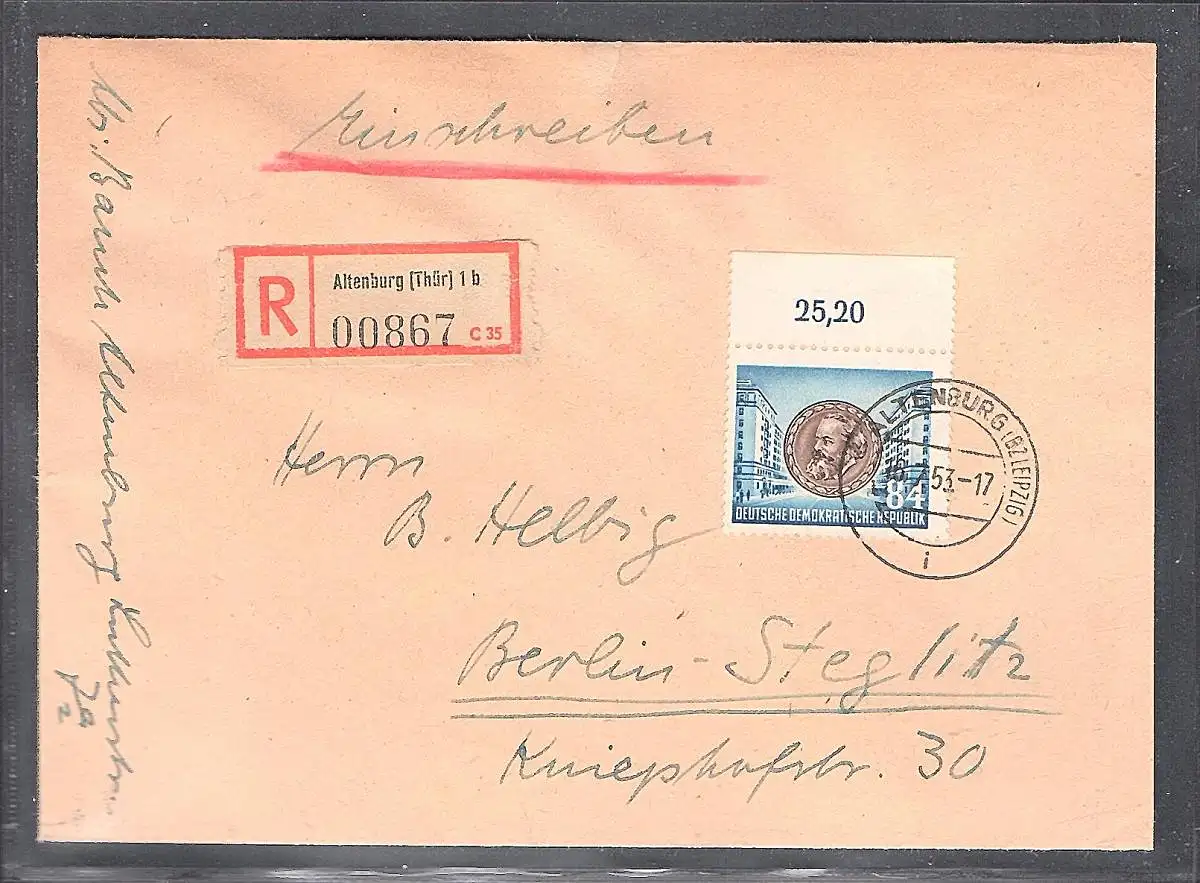 Einschreiben
R
Altenburg (Thür) 1 b
00867 C 35
25,20
84
DEUTSCHE DEMOKRATISCHE REPUBLIK
ALTENBURG (BZ LEIPZIG)
53-17
i
Herrn
B. Helbig
Berlin-Steglitz
Kniephofstr. 30
Altenburg